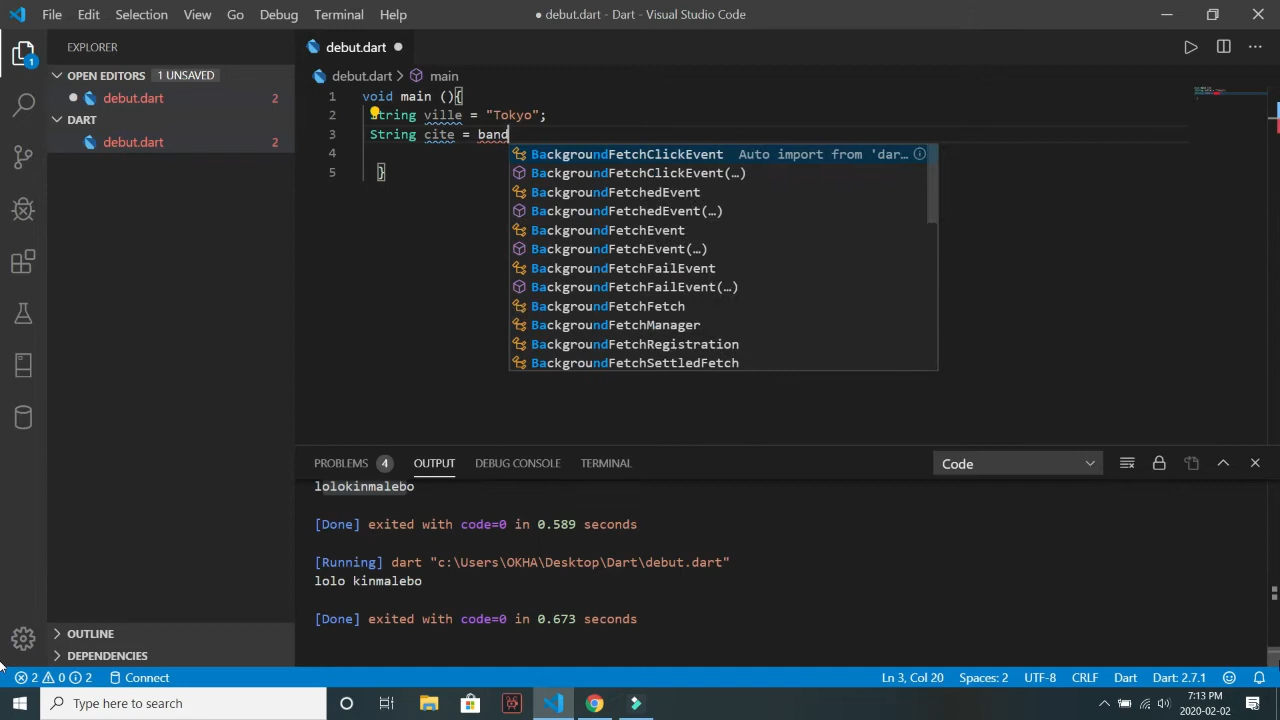 File Edit Selection View Go Debug Terminal Help
● debut.dart - Dart - Visual Studio Code
EXPLORER
OPEN EDITORS 1 UNSAVED
debut.dart 2
DART
debut.dart 2
OUTLINE
DEPENDENCIES
1
debut.dart
debut.dart > main
1 void main (){
2 String ville = "Tokyo";
3 String cite = band
4
5 }
BackgroundFetchClickEvent Auto import from 'dar…
BackgroundFetchClickEvent(…)
BackgroundFetchedEvent
BackgroundFetchedEvent(…)
BackgroundFetchEvent
BackgroundFetchEvent(…)
BackgroundFetchFailEvent
BackgroundFetchFailEvent(…)
BackgroundFetchFetch
BackgroundFetchManager
BackgroundFetchRegistration
BackgroundFetchSettledFetch
PROBLEMS 4 OUTPUT DEBUG CONSOLE TERMINAL
Code
lolokinmalebo
[Done] exited with code=0 in 0.589 seconds
[Running] dart "c:\Users\OKHA\Desktop\Dart\debut.dart"
lolo kinmalebo
[Done] exited with code=0 in 0.673 seconds
2 0 2 Connect
Ln 3, Col 20 Spaces: 2 UTF-8 CRLF Dart Dart: 2.7.1
Type here to search
7:13 PM
2020-02-02